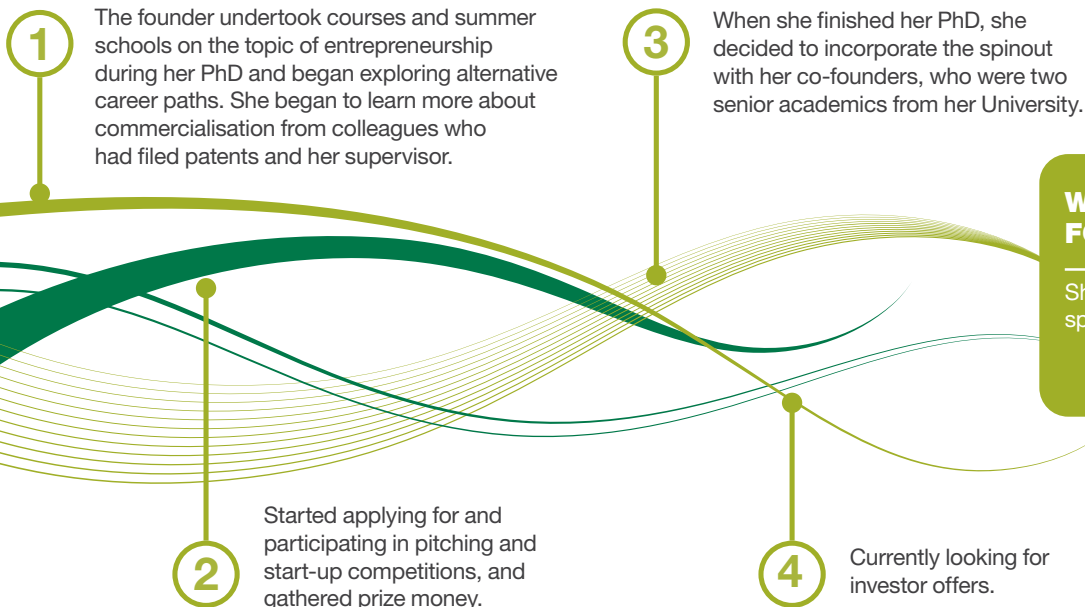 1
The founder undertook courses and summer
schools on the topic of entrepreneurship
during her PhD and began exploring alternative
career paths. She began to learn more about
commercialisation from colleagues who
had filed patents and her supervisor.
2
Started applying for and
participating in pitching and
start-up competitions, and
gathered prize money.
3
When she finished her PhD, she
decided to incorporate the spinout
with her co-founders, who were two
senior academics from her University.
4
Currently looking for
investor offers.